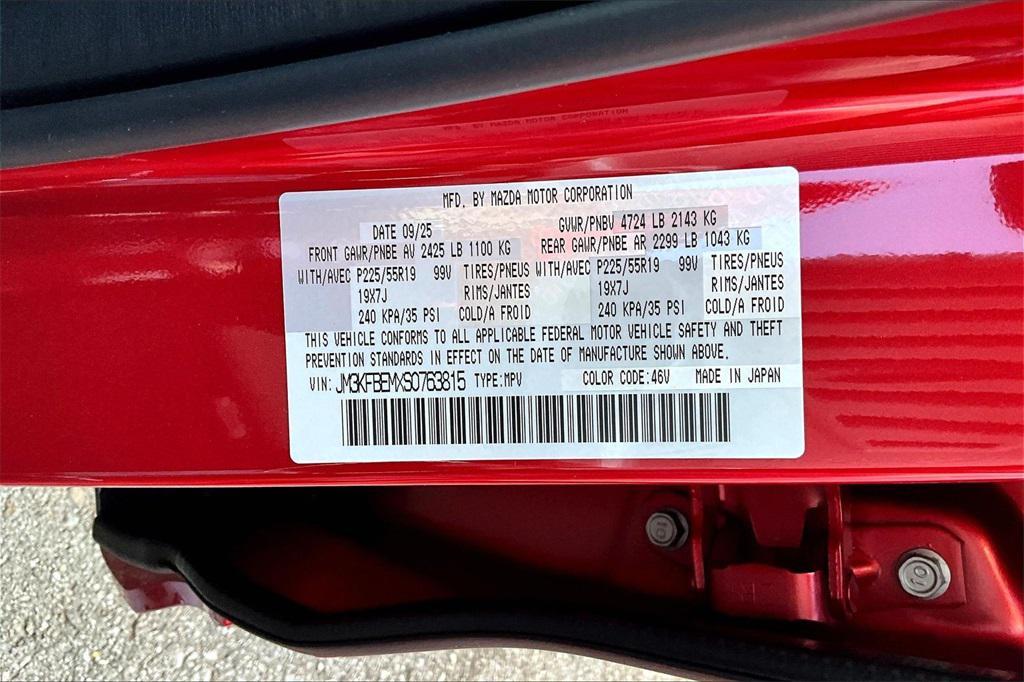 MFD. BY MAZDA MOTOR CORPORATION
DATE 09/25 GVWR/PNBV 4724 LB 2143 KG
FRONT GAWR/PNBE AV 2425 LB 1100 KG REAR GAWR/PNBE AR 2299 LB 1043 KG
WITH/AVEC P225/55R19 99V TIRES/PNEUS WITH/AVEC P225/55R19 99V TIRES/PNEUS
19X7J RIMS/JANTES 19X7J RIMS/JANTES
240 KPA/35 PSI COLD/A FROID 240 KPA/35 PSI COLD/A FROID
THIS VEHICLE CONFORMS TO ALL APPLICABLE FEDERAL MOTOR VEHICLE SAFETY AND THEFT
PREVENTION STANDARDS IN EFFECT ON THE DATE OF MANUFACTURE SHOWN ABOVE.
VIN: JM3KFBEMXS0763815 TYPE:MPV COLOR CODE:46V MADE IN JAPAN
10
10